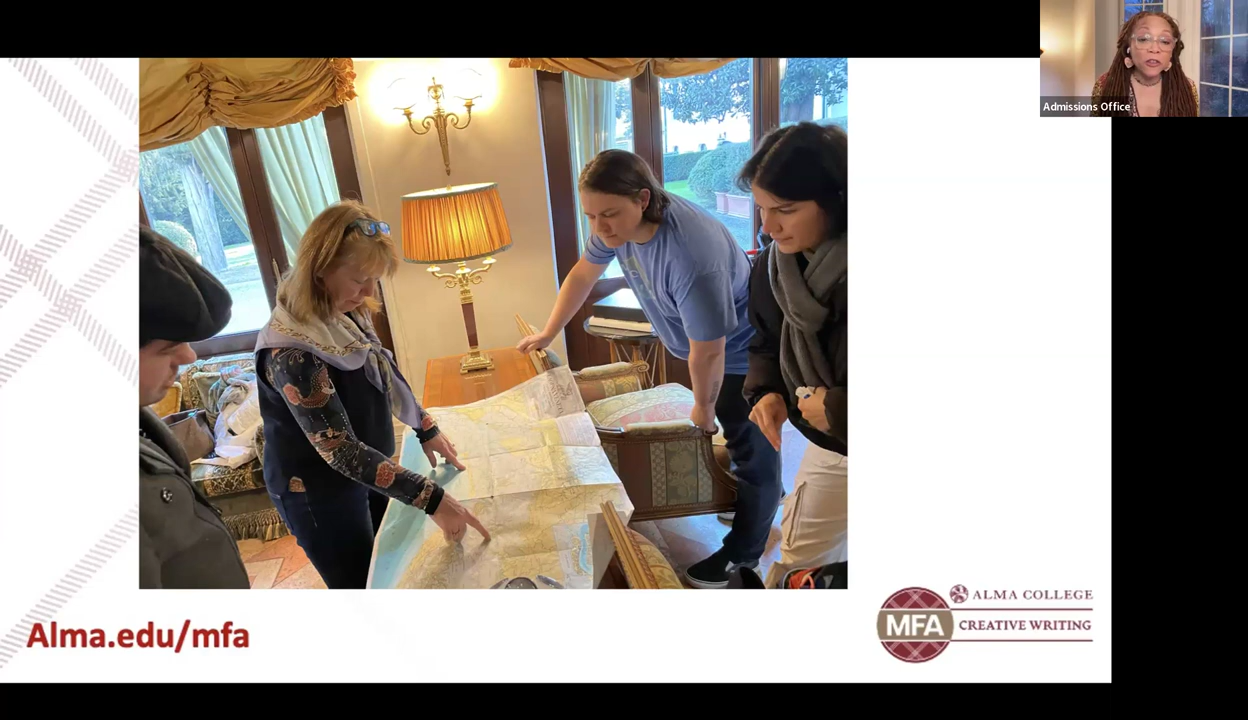 Admissions Office
Alma.edu/mfa
MFA
ALMA COLLEGE
CREATIVE WRITING